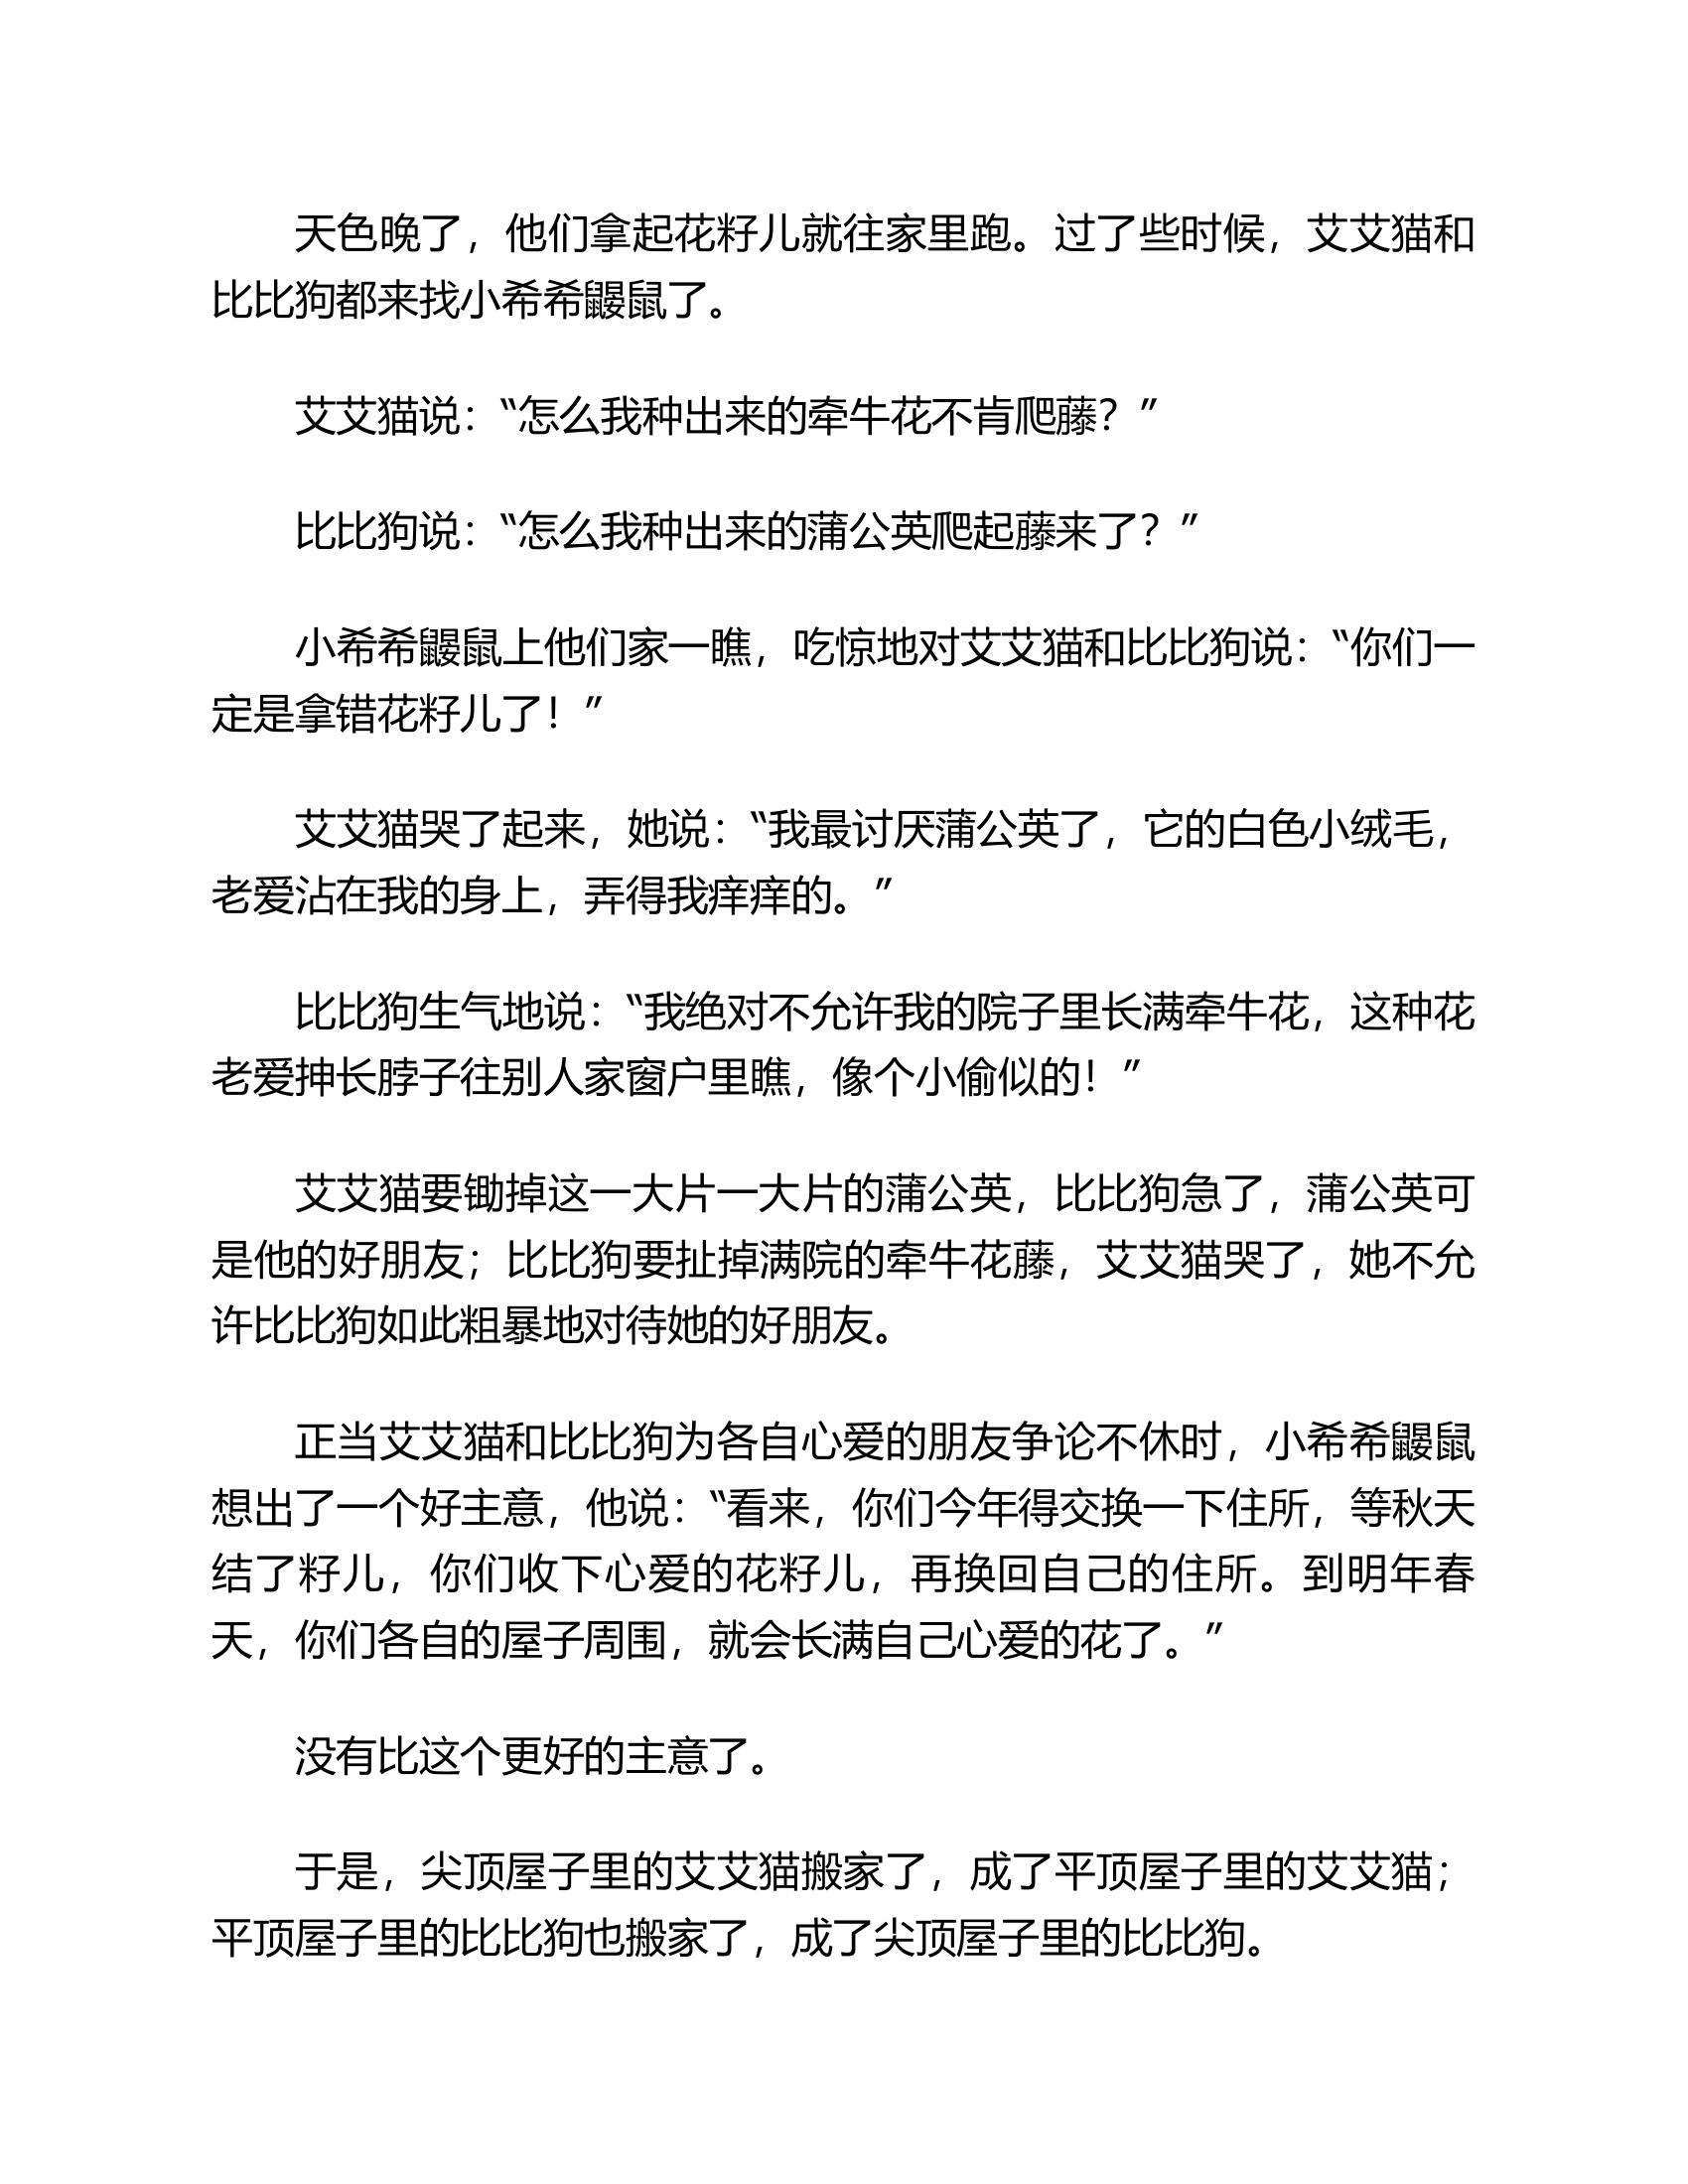 天色晚了，他们拿起花籽儿就往家里跑。过了些时候，艾艾猫和
比比狗都来找小希希鼹鼠了。
艾艾猫说：“怎么我种出来的牵牛花不肯爬藤？”
比比狗说：“怎么我种出来的蒲公英爬起藤来了？”
小希希鼹鼠上他们家一瞧，吃惊地对艾艾猫和比比狗说：“你们一
定是拿错花籽儿了！”
艾艾猫哭了起来，她说：“我最讨厌蒲公英了，它的白色小绒毛，
老爱沾在我的身上，弄得我痒痒的。”
比比狗生气地说：“我绝对不允许我的院子里长满牵牛花，这种花
老爱抻长脖子往别人家窗户里瞧，像个小偷似的！”
艾艾猫要锄掉这一大片一大片的蒲公英，比比狗急了，蒲公英可
是他的好朋友；比比狗要扯掉满院的牵牛花藤，艾艾猫哭了，她不允
许比比狗如此粗暴地对待她的好朋友。
正当艾艾猫和比比狗为各自心爱的朋友争论不休时，小希希鼹鼠
想出了一个好主意，他说：“看来，你们今年得交换一下住所，等秋天
结了籽儿，你们收下心爱的花籽儿，再换回自己的住所。到明年春
天，你们各自的屋子周围，就会长满自己心爱的花了。”
没有比这个更好的主意了。
于是，尖顶屋子里的艾艾猫搬家了，成了平顶屋子里的艾艾猫；
平顶屋子里的比比狗也搬家了，成了尖顶屋子里的比比狗。